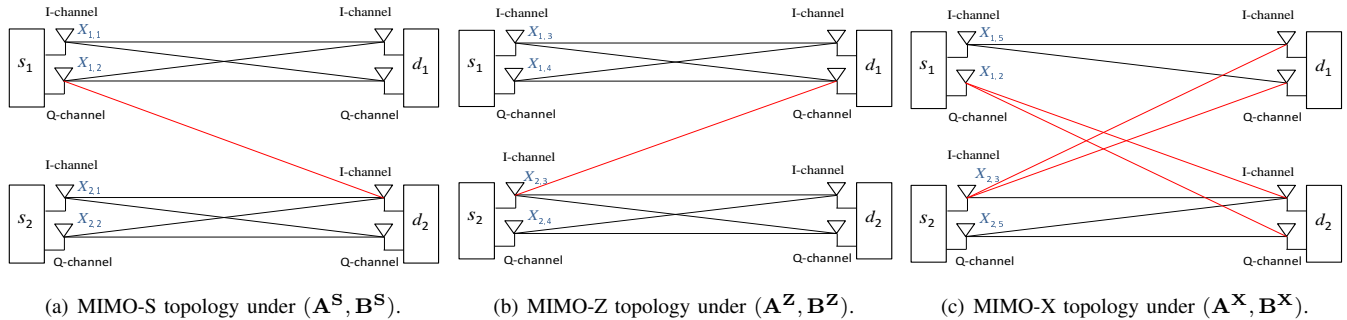 I-channel I-channel
X1,1
s1 d1
X1,2
Q-channel Q-channel
I-channel I-channel
X2,1
s2 d2
X2,2
Q-channel Q-channel
(a) MIMO-S topology under (A^S, B^S).
I-channel I-channel
X1,3
s1 d1
X1,4
Q-channel Q-channel
I-channel I-channel
X2,3
s2 d2
X2,4
Q-channel Q-channel
(b) MIMO-Z topology under (A^Z, B^Z).
I-channel I-channel
X1,5
s1 d1
X1,2
Q-channel Q-channel
I-channel I-channel
X2,3
s2 d2
X2,5
Q-channel Q-channel
(c) MIMO-X topology under (A^X, B^X).